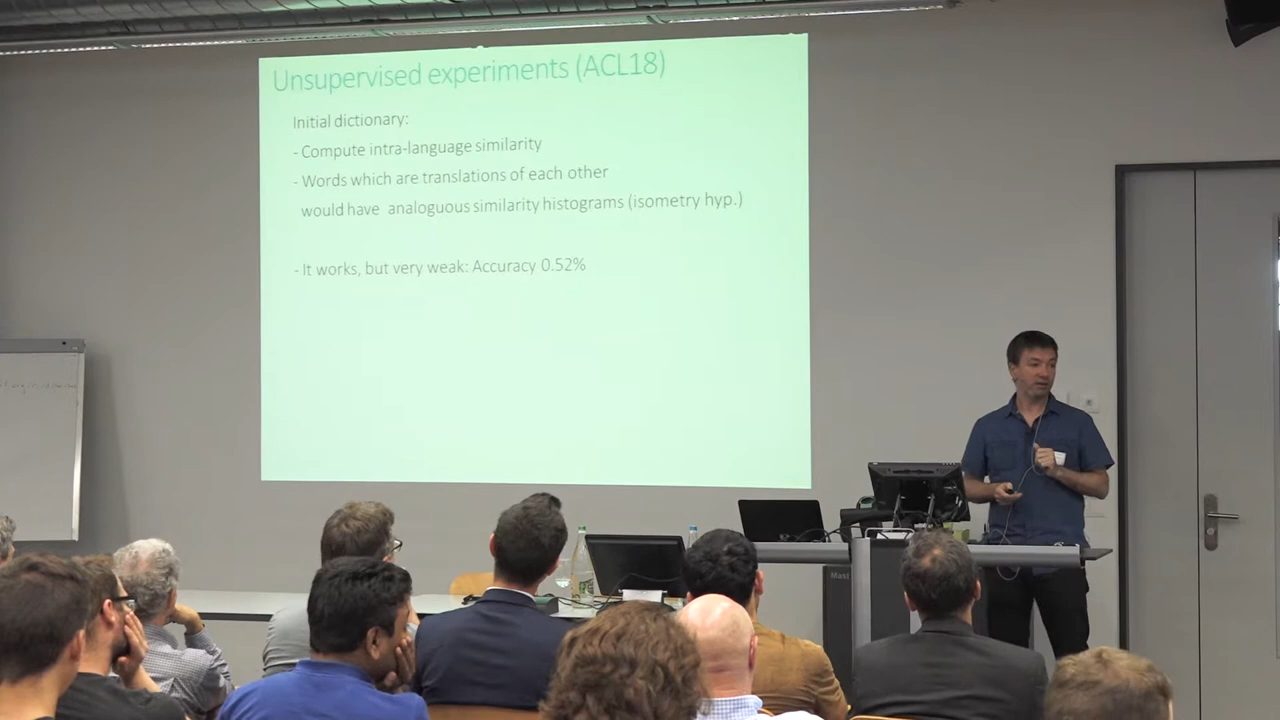 Unsupervised experiments (ACL18)
Initial dictionary:
- Compute intra-language similarity
- Words which are translations of each other
would have analoguous similarity histograms (isometry hyp.)
- It works, but very weak: Accuracy 0.52%
Mast